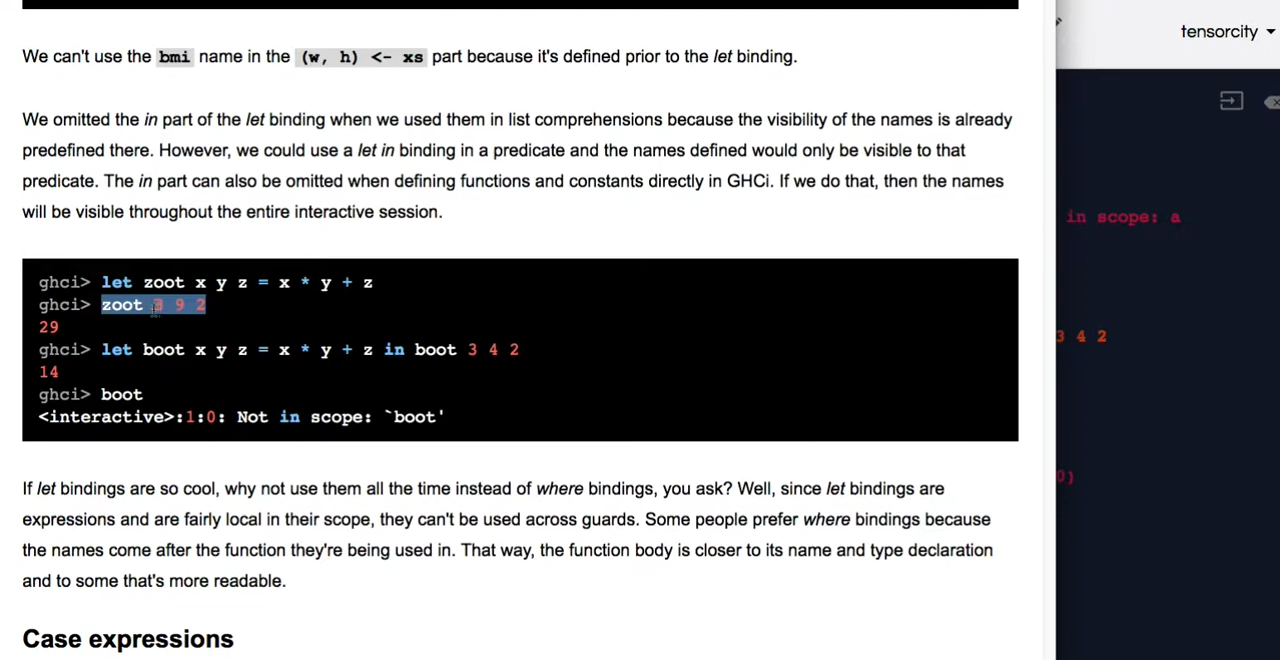 We can't use the bmi name in the (w, h) <- xs part because it's defined prior to the let binding.
We omitted the in part of the let binding when we used them in list comprehensions because the visibility of the names is already
predefined there. However, we could use a let in binding in a predicate and the names defined would only be visible to that
predicate. The in part can also be omitted when defining functions and constants directly in GHCi. If we do that, then the names
will be visible throughout the entire interactive session.
ghci> let zoot x y z = x * y + z
ghci> zoot 3 9 2
29
ghci> let boot x y z = x * y + z in boot 3 4 2
14
ghci> boot
<interactive>:1:0: Not in scope: `boot'
If let bindings are so cool, why not use them all the time instead of where bindings, you ask? Well, since let bindings are
expressions and are fairly local in their scope, they can't be used across guards. Some people prefer where bindings because
the names come after the function they're being used in. That way, the function body is closer to its name and type declaration
and to some that's more readable.
Case expressions
tensorcity
in scope: a
3 4 2
0)